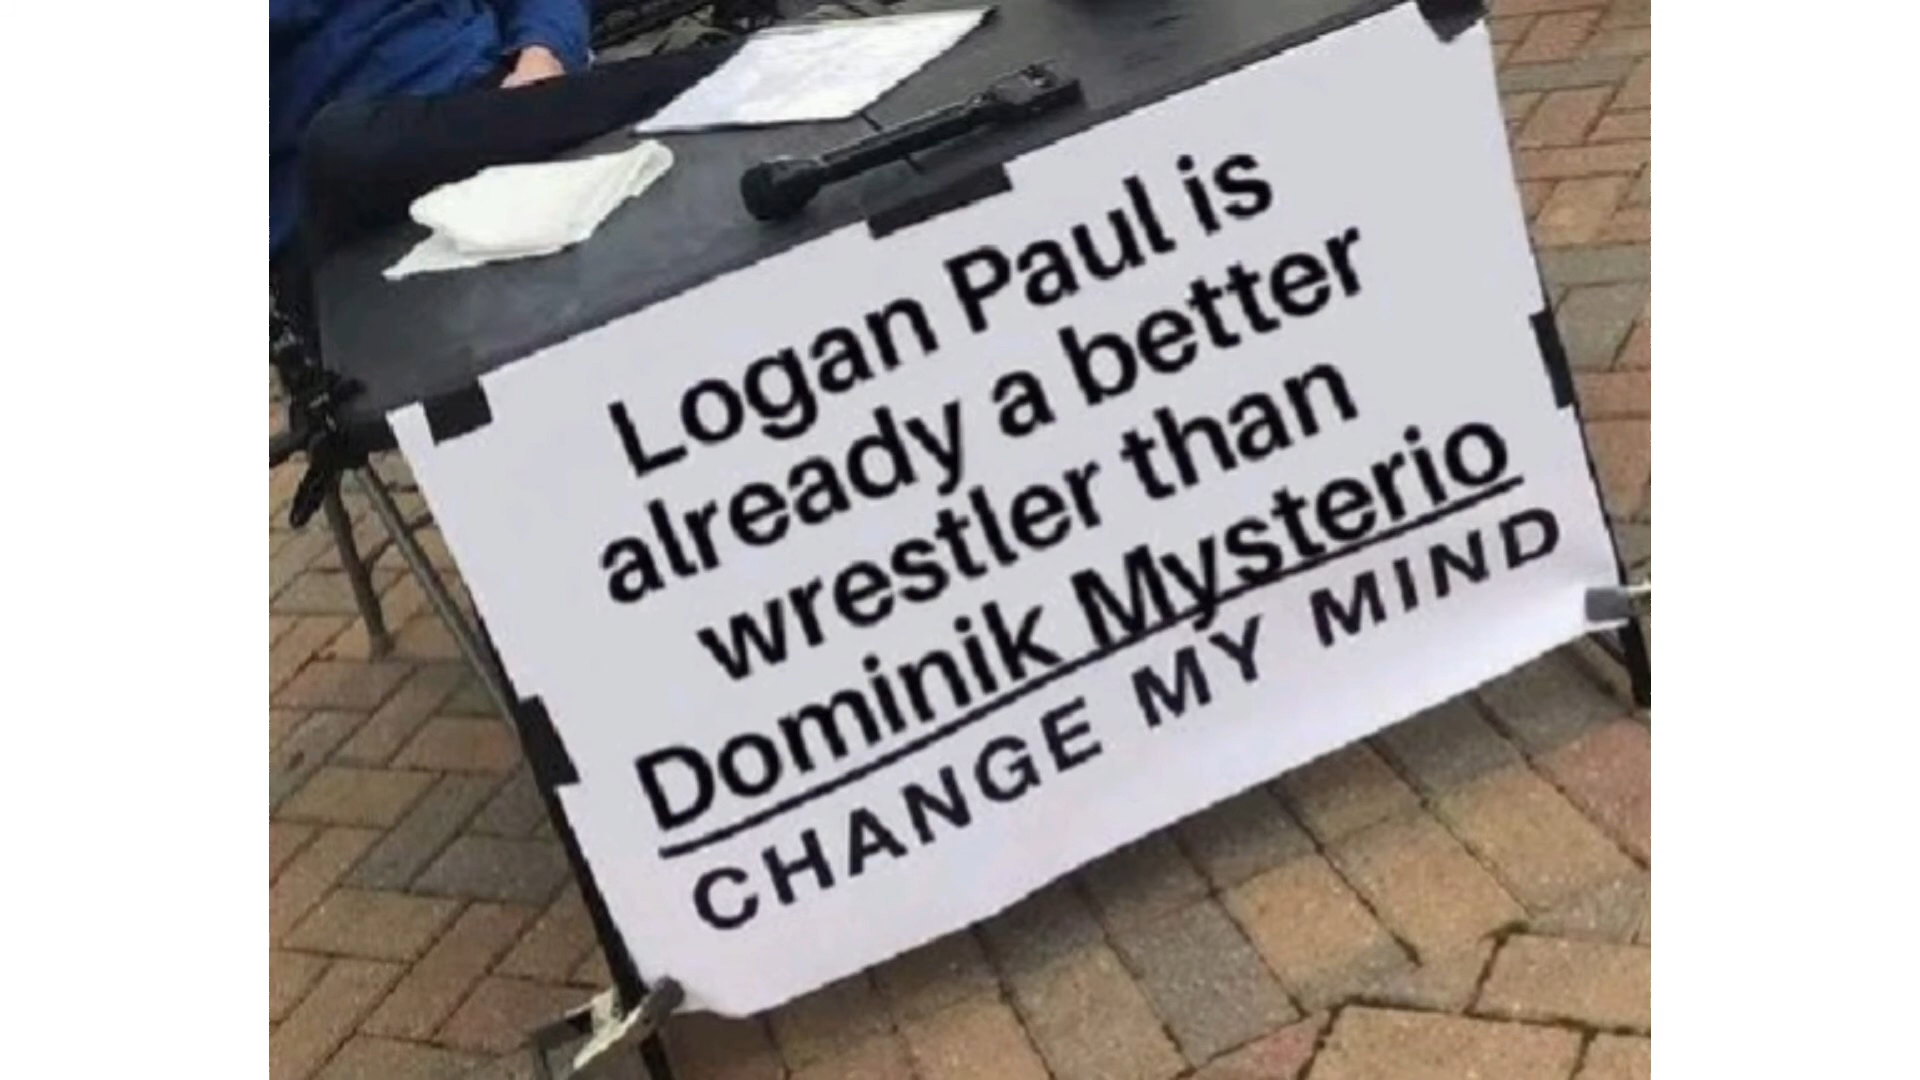 Logan Paul is
already a better
wrestler than
Dominik Mysterio
CHANGE MY MIND